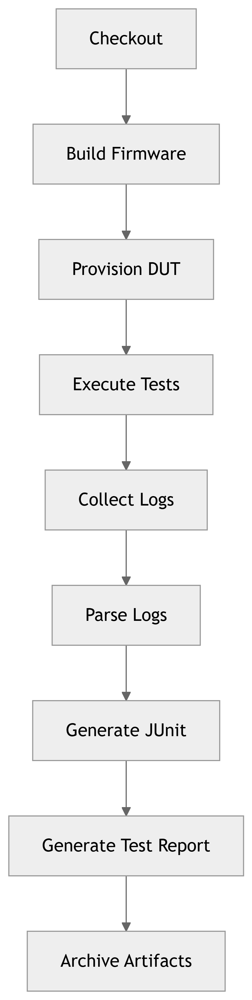 Checkout
Build Firmware
Provision DUT
Execute Tests
Collect Logs
Parse Logs
Generate JUnit
Generate Test Report
Archive Artifacts